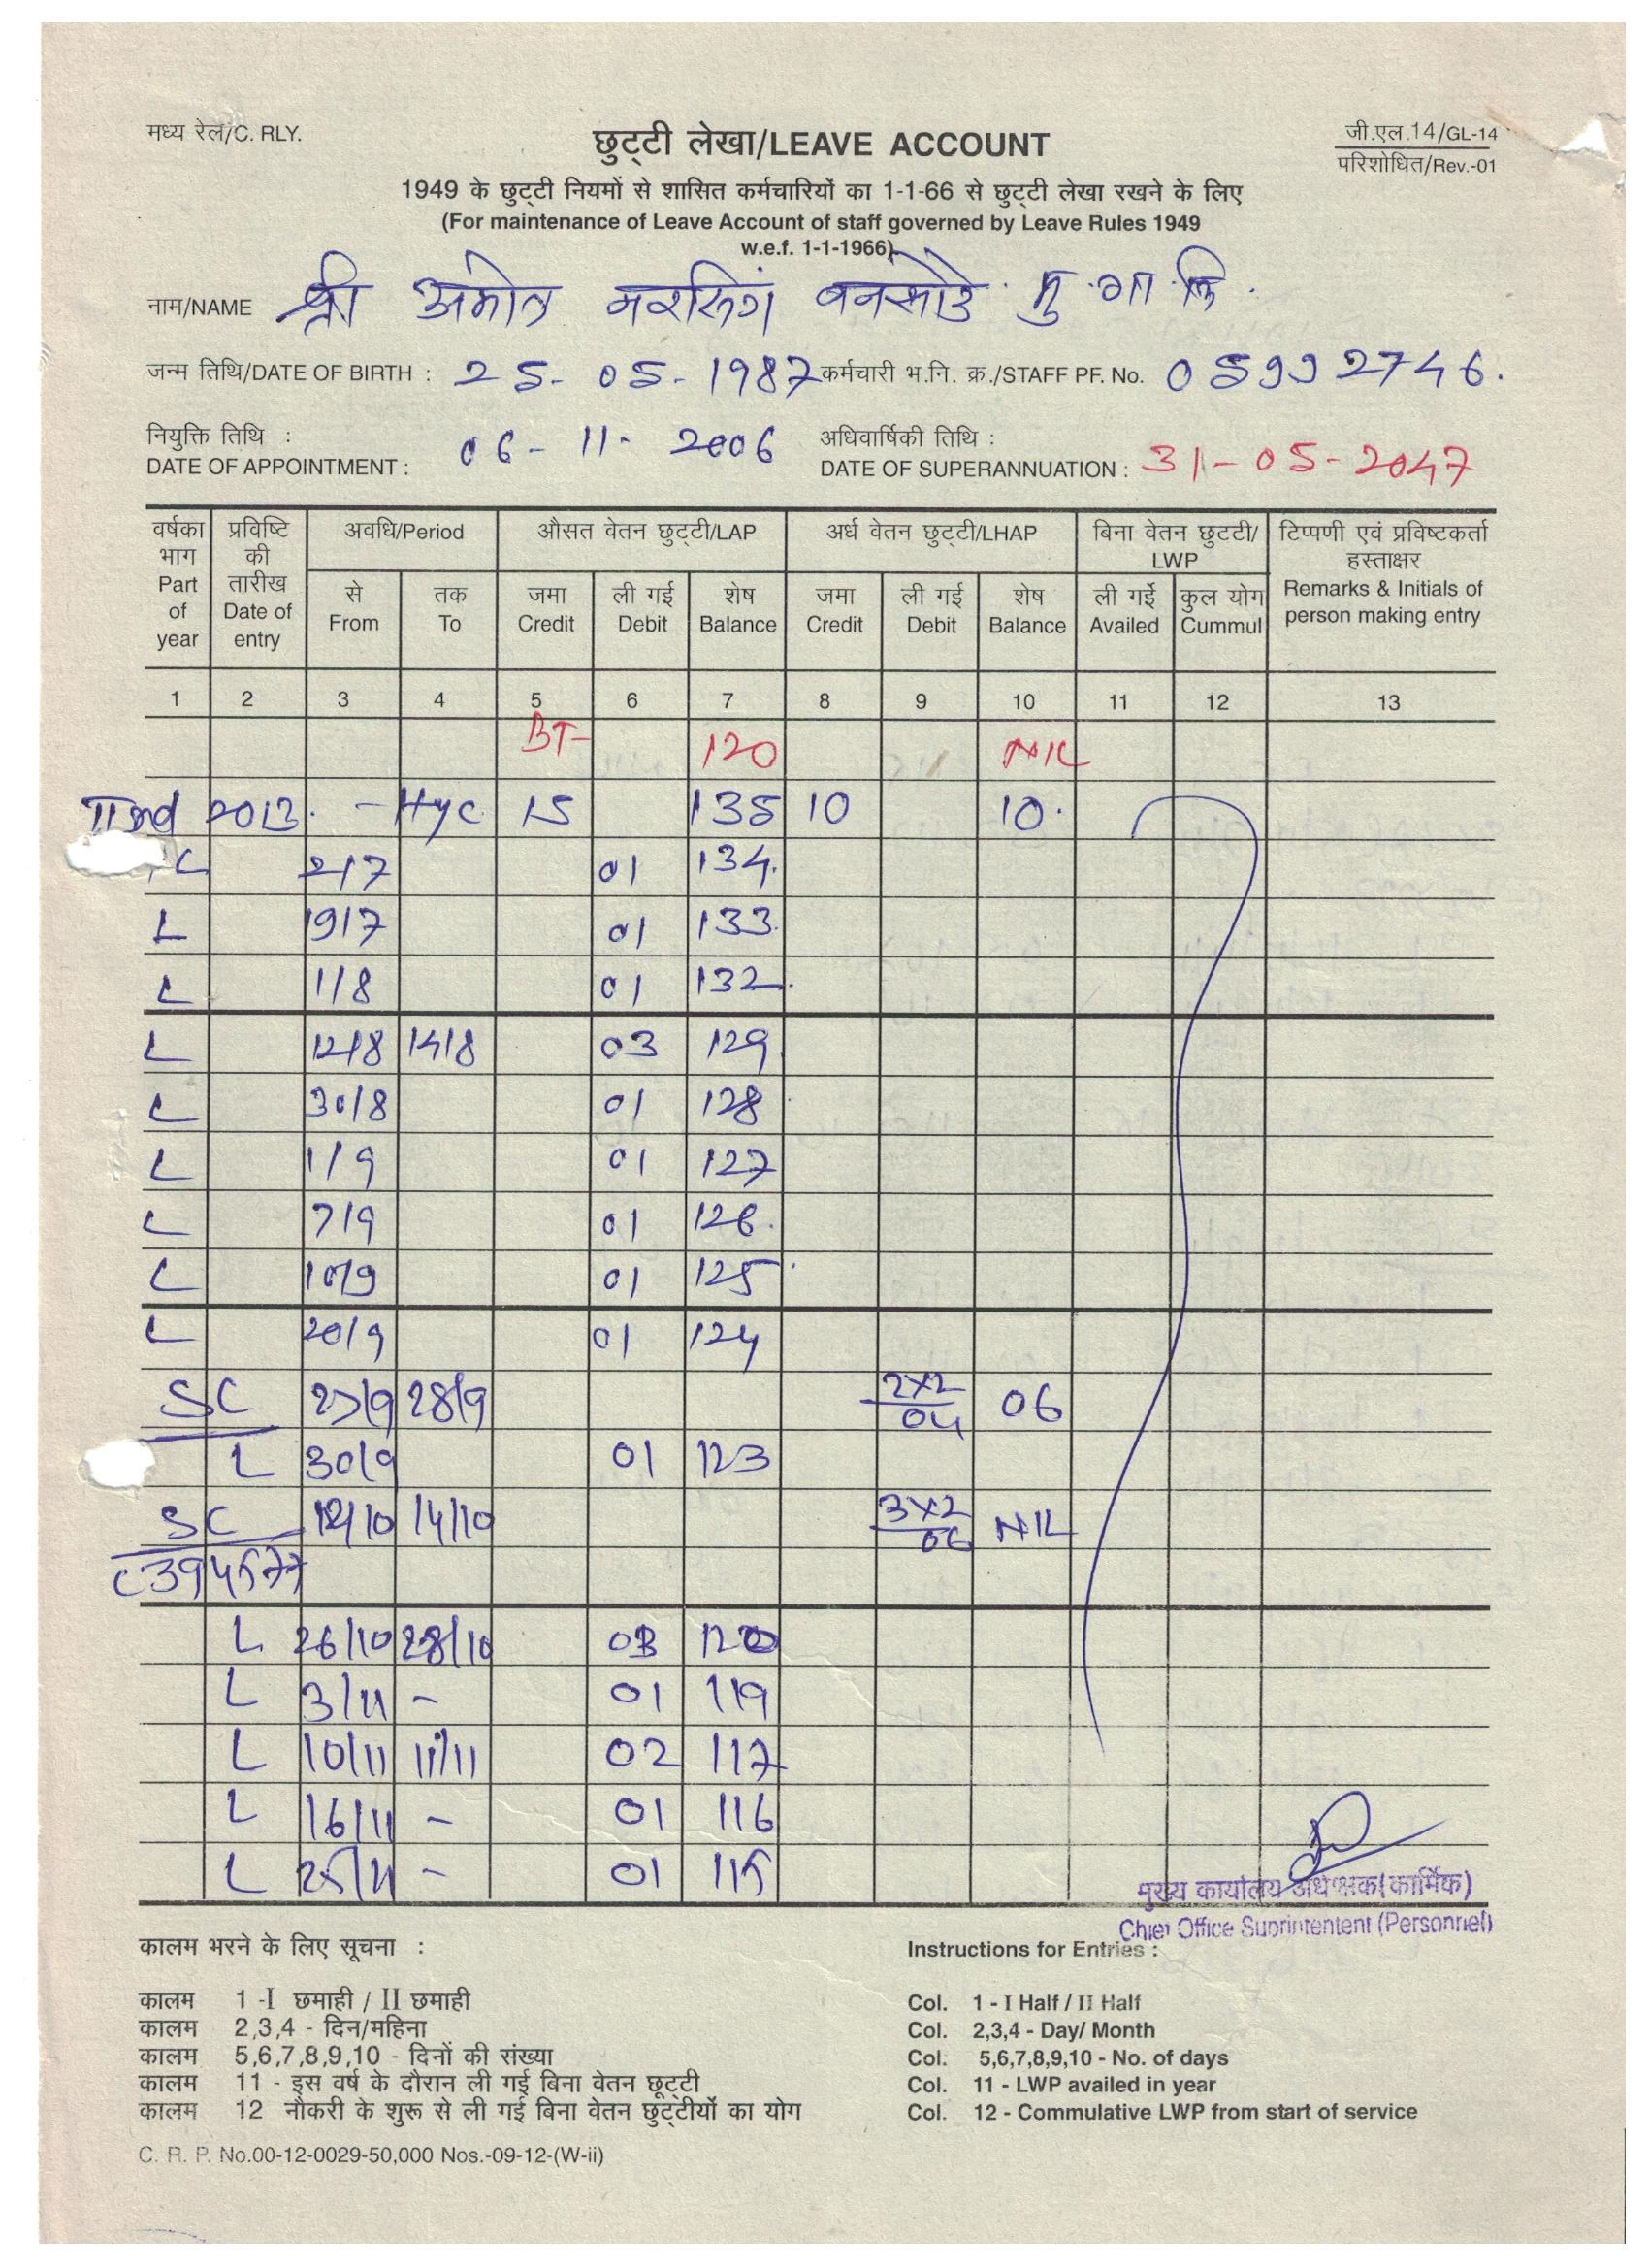 मध्य रेल/C. RLY.
छुट्टी लेखा/LEAVE ACCOUNT
जी.एल.14/GL-14
परिशोधित/Rev.-01
1949 के छुट्टी नियमों से शासित कर्मचारियों का 1-1-66 से छुट्टी लेखा रखने के लिए
(For maintenance of Leave Account of staff governed by Leave Rules 1949
w.e.f. 1-1-1966)
नाम/NAME श्री अमोल नरसिंग बनसोडे
जन्म तिथि/DATE OF BIRTH : 25-05-1987 कर्मचारी भ.नि. क्र./STAFF PF. No. 05992746.
नियुक्ति तिथि : अधिवार्षिकी तिथि :
DATE OF APPOINTMENT : 06-11-2006 DATE OF SUPERANNUATION : 31-05-2047
वर्षका भाग Part of year प्रविष्टि की तारीख Date of entry अवधि/Period औसत वेतन छुट्टी/LAP अर्ध वेतन छुट्टी/LHAP बिना वेतन छुटटी/LWP टिप्पणी एवं प्रविष्टकर्ता हस्ताक्षर Remarks & Initials of person making entry
से From तक To जमा Credit ली गई Debit शेष Balance जमा Credit ली गई Debit शेष Balance ली गई Availed कुल योग Cummul
1 2 3 4 5 6 7 8 9 10 11 12 13
BT- 120 NIL
IInd 2013. - Hyc 15 135 10 10.
L 2/7 01 134.
L 19/7 01 133.
L 1/8 01 132.
L 12/8 14/8 03 129
L 30/8 01 128
L 1/9 01 127
L 7/9 01 126.
L 10/9 01 125
L 20/9 01 124
SC 27/9 28/9 2x2 04 06
L 30/9 01 123
SC 12/10 14/10 3x2 06 NIL
C.394577
L 26/10 28/10 03 120
L 3/11 - 01 119
L 10/11 11/11 02 117
L 16/11 - 01 116
L 25/11 - 01 115
मुख्य कार्यालय अधीक्षक(कार्मिक)
Chief Office Suprintentent (Personnel)
कालम भरने के लिए सूचना : Instructions for Entries :
कालम 1 -I छमाही / II छमाही Col. 1 - I Half / II Half
कालम 2,3,4 - दिन/महिना Col. 2,3,4 - Day/ Month
कालम 5,6,7,8,9,10 - दिनों की संख्या Col. 5,6,7,8,9,10 - No. of days
कालम 11 - इस वर्ष के दौरान ली गई बिना वेतन छूट्टी Col. 11 - LWP availed in year
कालम 12 नौकरी के शुरू से ली गई बिना वेतन छुट्टीयों का योग Col. 12 - Commulative LWP from start of service
C. R. P. No.00-12-0029-50,000 Nos.-09-12-(W-ii)